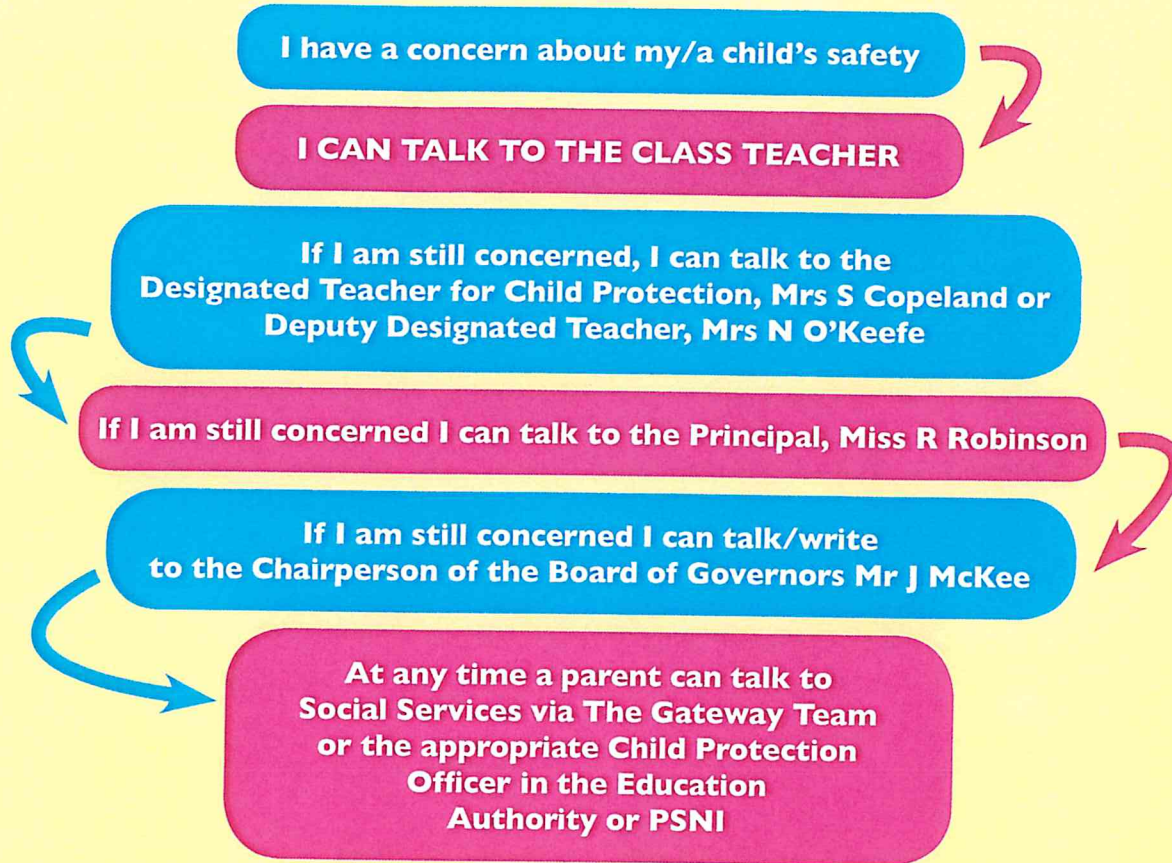 I have a concern about my/a child's safety
I CAN TALK TO THE CLASS TEACHER
If I am still concerned, I can talk to the
Designated Teacher for Child Protection, Mrs S Copeland or
Deputy Designated Teacher, Mrs N O'Keefe
If I am still concerned I can talk to the Principal, Miss R Robinson
If I am still concerned I can talk/write
to the Chairperson of the Board of Governors Mr J McKee
At any time a parent can talk to
Social Services via The Gateway Team
or the appropriate Child Protection
Officer in the Education
Authority or PSNI